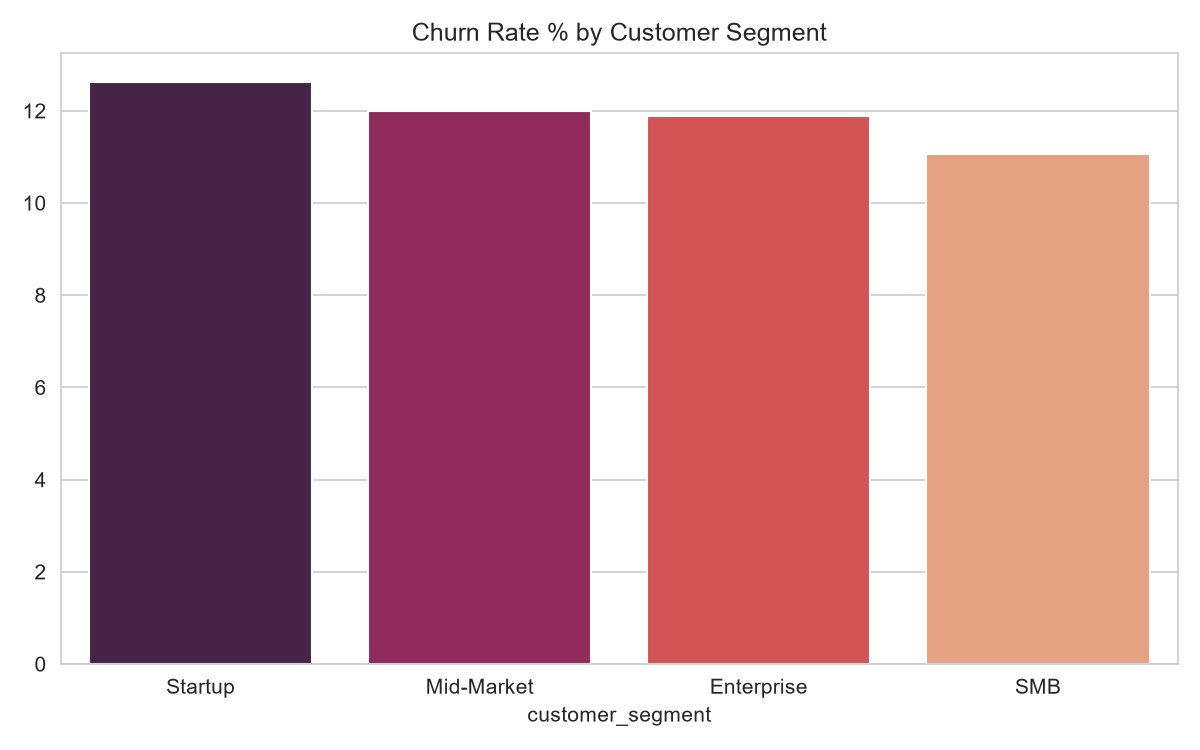 Churn Rate % by Customer Segment
12
10
8
6
4
2
0
Startup Mid-Market Enterprise SMB
customer_segment